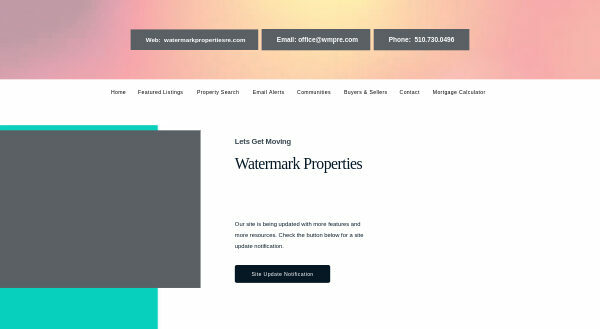 Web: watermarkpropertiesre.com
Email: office@wmpre.com
Phone: 510.730.0496
Home Featured Listings Property Search Email Alerts Communities Buyers & Sellers Contact Mortgage Calculator
Lets Get Moving
Watermark Properties
Our site is being updated with more features and
more resources. Check the button below for a site
update notification.
Site Update Notification